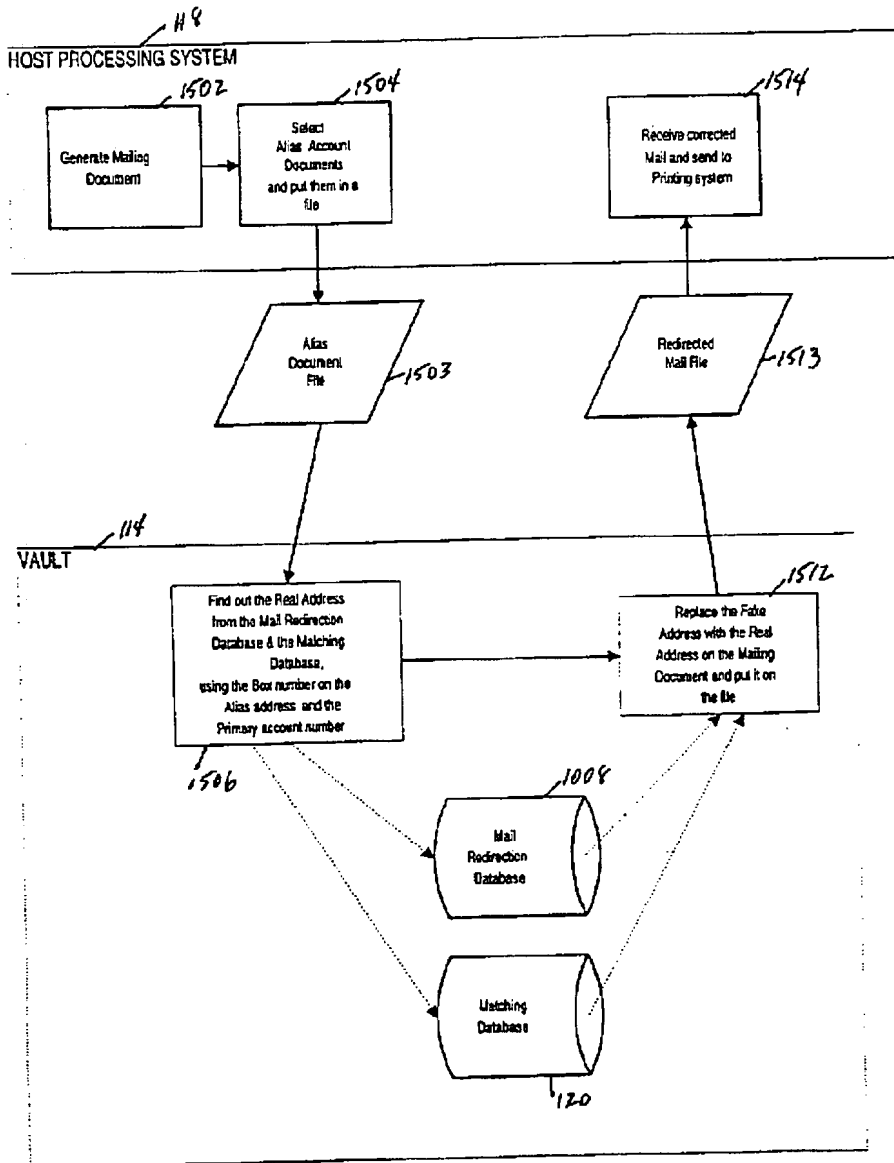 118
HOST PROCESSING SYSTEM
1502
Generate Mailing
Document
1504
Select
Alias Account
Documents
and put them in a
file
1514
Receive corrected
Mail and send to
Printing system
Alias
Document
File
1503
Redirected
Mail File
1513
114
VAULT
Find out the Real Address
from the Mail Redirection
Database & the Matching
Database,
using the Box number on the
Alias address and the
Primary account number
1506
1512
Replace the Fake
Address with the Real
Address on the Mailing
Document and put it on
the file
1008
Mail
Redirection
Database
Matching
Database
120